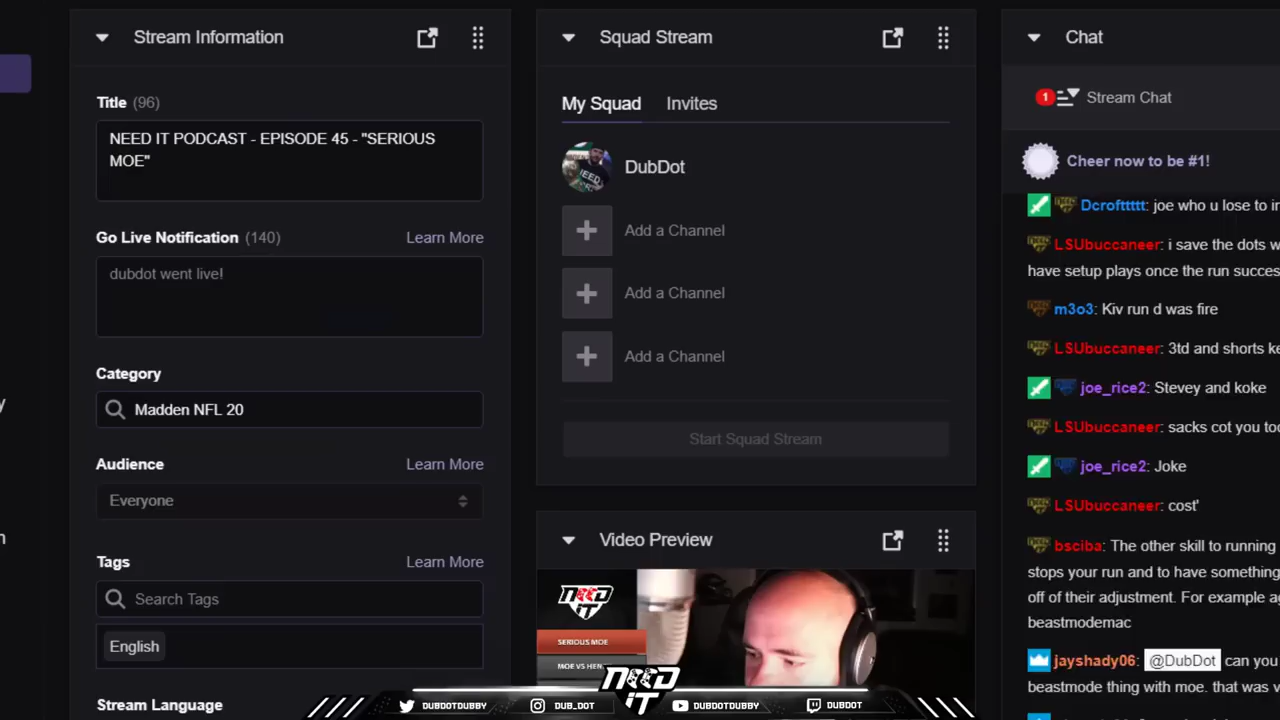 Stream Information
Title (96)
NEED IT PODCAST - EPISODE 45 - "SERIOUS
MOE"
Go Live Notification (140)
Learn More
dubdot went live!
Category
Madden NFL 20
Audience
Learn More
Everyone
Tags
Learn More
Search Tags
English
Stream Language
Squad Stream
My Squad
Invites
DubDot
Add a Channel
Add a Channel
Add a Channel
Start Squad Stream
Video Preview
NEED
IT
SERIOUS MOE
MOE VS
Chat
1
Stream Chat
Cheer now to be #1!
Dcrofttttt: joe who u lose to
LSUbuccaneer: i save the dots
have setup plays once the run
m3o3: Kiv run d was fire
LSUbuccaneer: 3td and shorts
joe_rice2: Stevey and koke
LSUbuccaneer: sacks cot you
joe_rice2: Joke
LSUbuccaneer: cost'
bsciba: The other skill to running
stops your run and to have something
off of their adjustment. For example
beastmodemac
jayshady06: @DubDot can you
beastmode thing with moe. that was
NEED
IT
DUBDOTDUBBY
DUB_DOT
DUBDOTDUBBY
DUBDOT